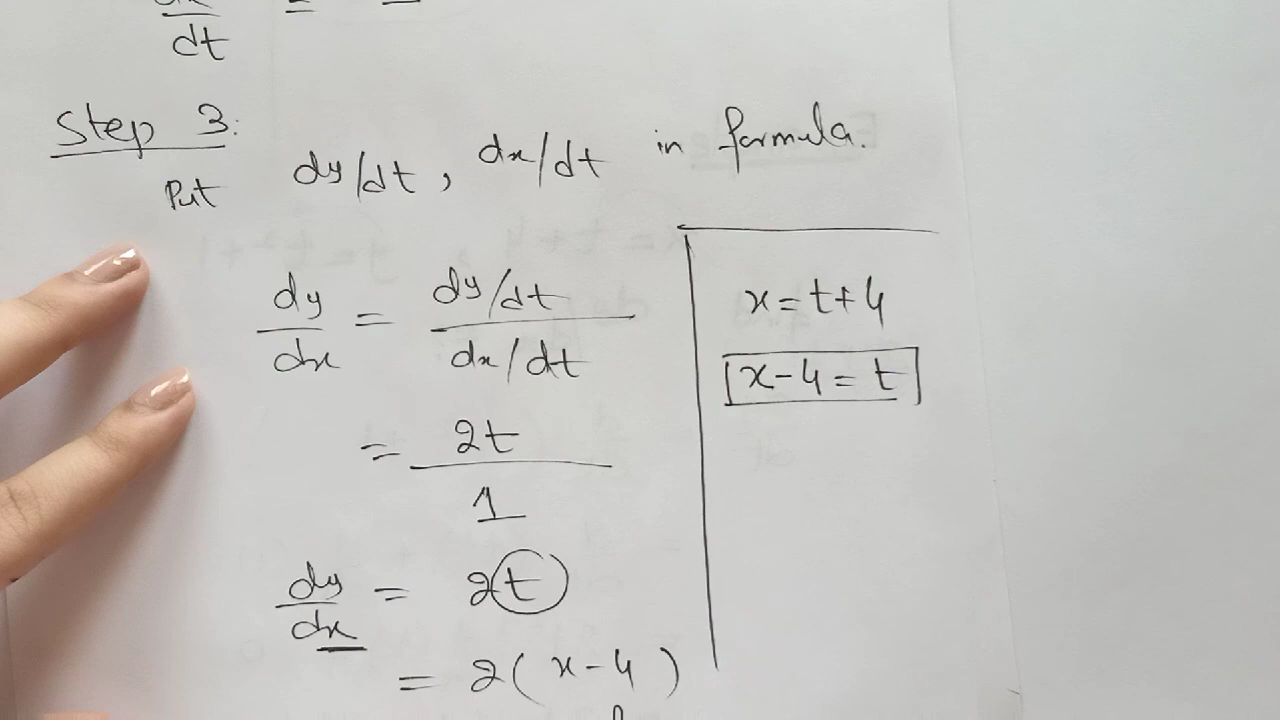 dt = 
Step 3:
Put dy/dt, dx/dt in formula.
dy/dx = dy/dt / dx/dt
= 2t / 1
dy/dx = 2t
= 2(x-4)
x=t+4
x-4=t